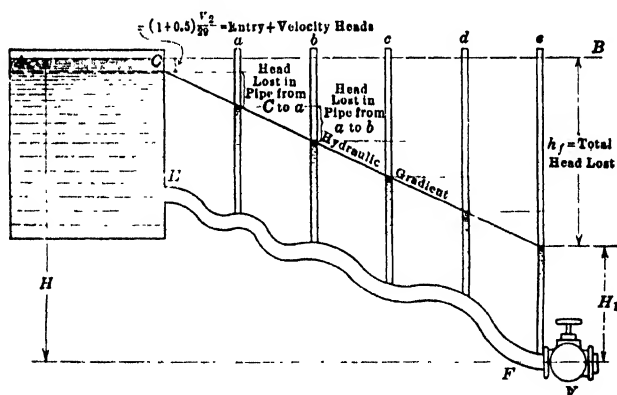 = (1+0.5) V²/2g = Entry + Velocity Heads
a b c d e
B
C
Head
Lost in
Pipe from
C to a
Head
Lost in
Pipe from
a to b
Hydraulic Gradient
h_f = Total
Head Lost
E
H
H₁
F
V